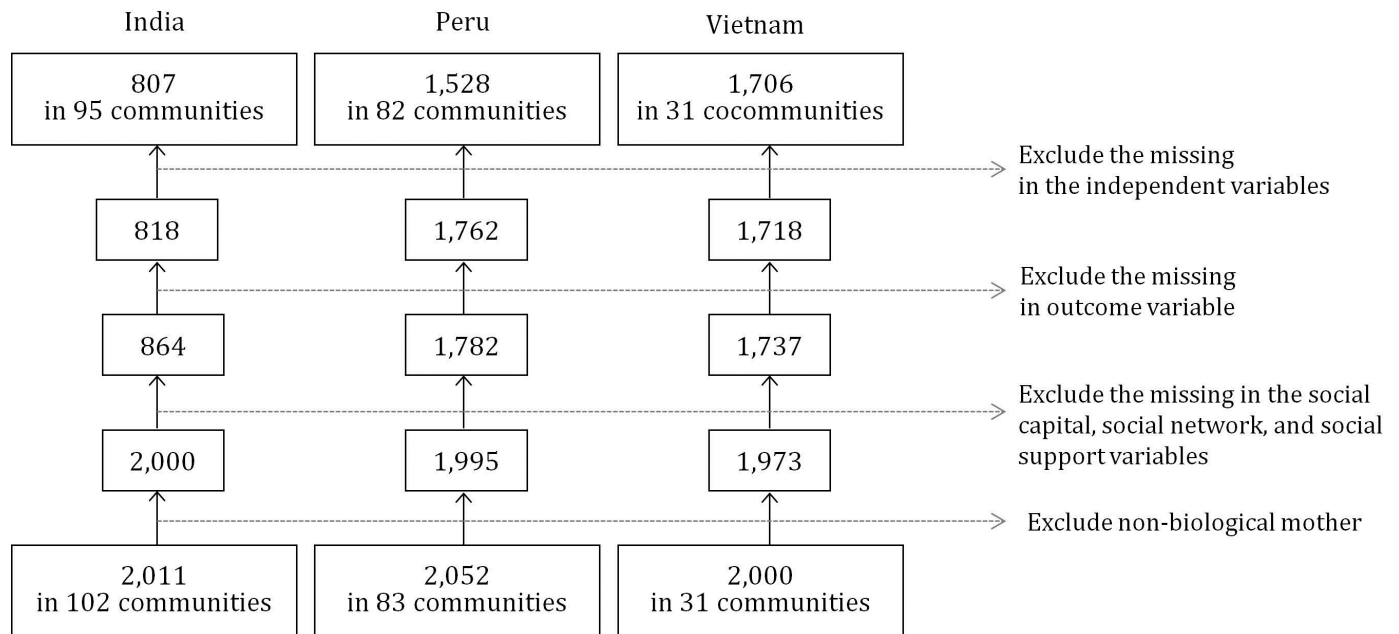 India
Peru
Vietnam
807
in 95 communities
1,528
in 82 communities
1,706
in 31 cocommunities
Exclude the missing
in the independent variables
818
1,762
1,718
Exclude the missing
in outcome variable
864
1,782
1,737
Exclude the missing in the social
capital, social network, and social
support variables
2,000
1,995
1,973
Exclude non-biological mother
2,011
in 102 communities
2,052
in 83 communities
2,000
in 31 communities